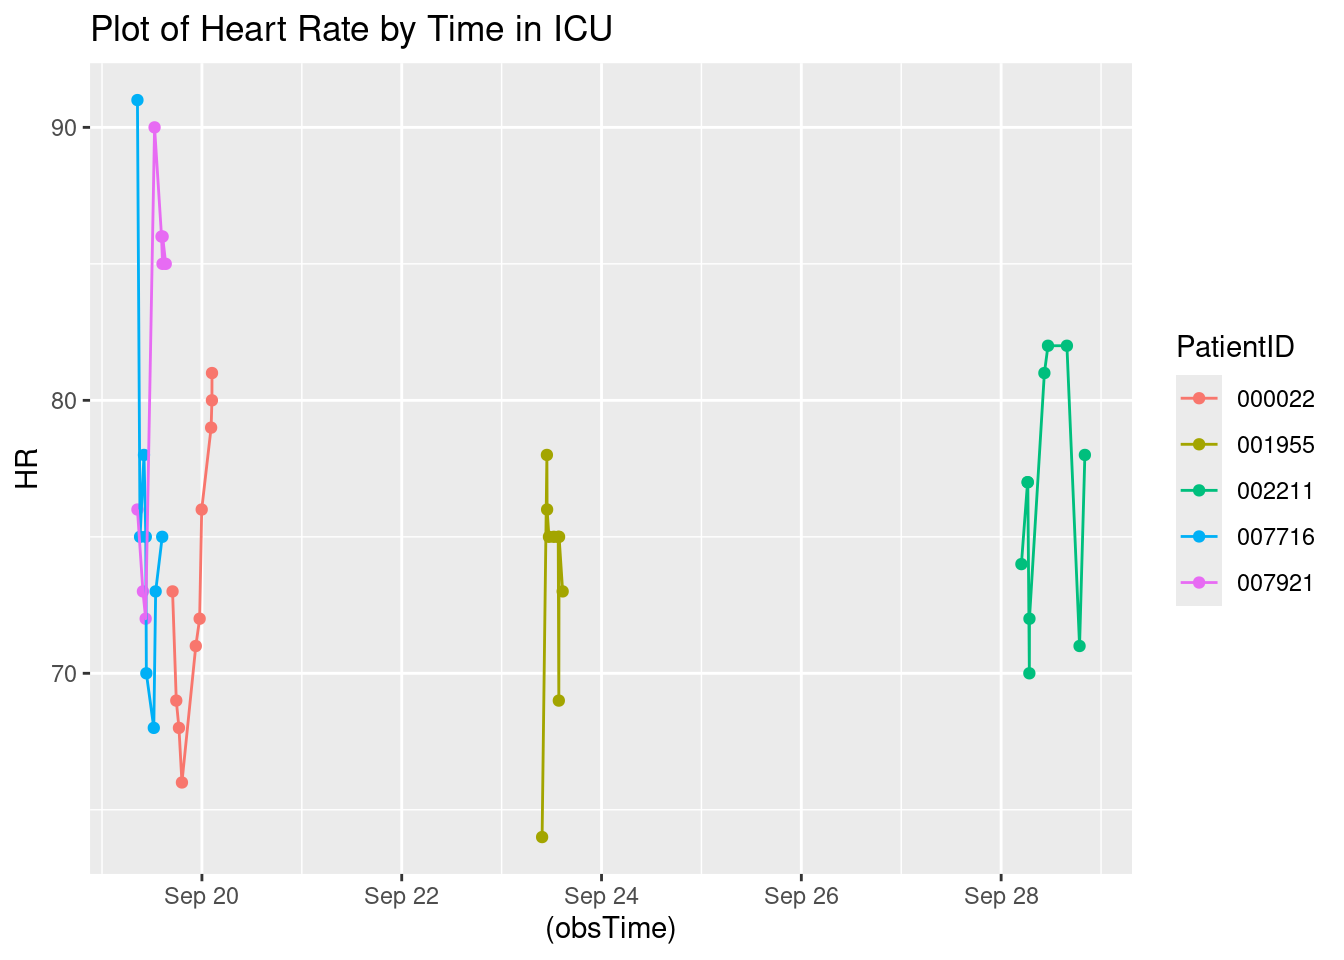 Plot of Heart Rate by Time in ICU
90
80
70
HR
Sep 20
Sep 22
Sep 24
Sep 26
Sep 28
(obsTime)
PatientID
000022
001955
002211
007716
007921